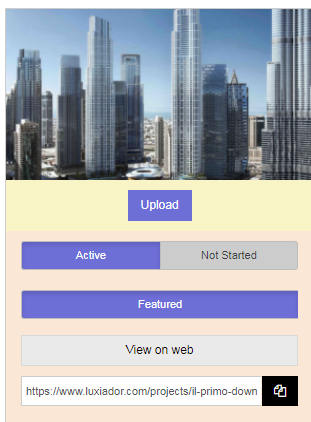 Upload
Active
Not Started
Featured
View on web
https://www.luxiador.com/projects/il-primo-down